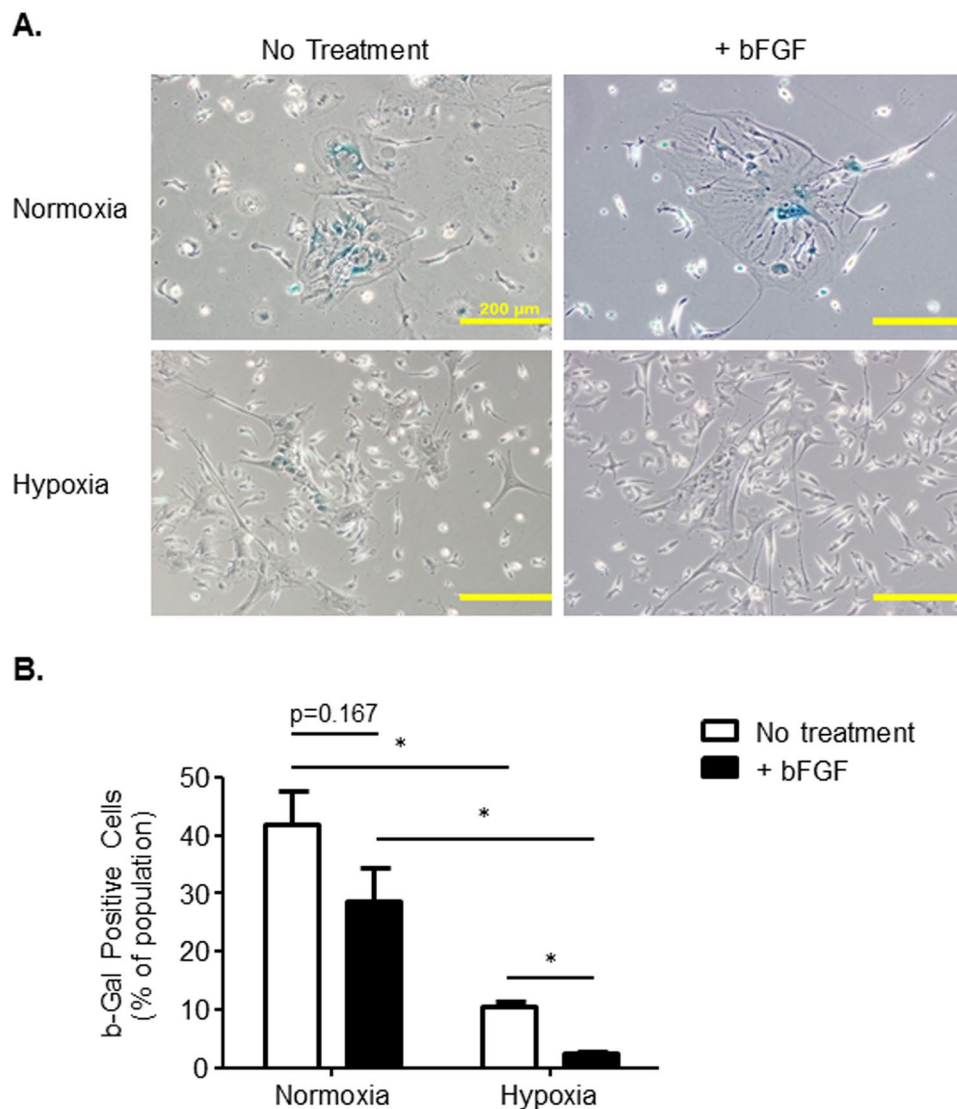 A.
No Treatment
+ bFGF
Normoxia
200 µm
Hypoxia
B.
p=0.167
*
*
*
No treatment
+ bFGF
b-Gal Positive Cells
(% of population)
50
40
30
20
10
0
Normoxia
Hypoxia